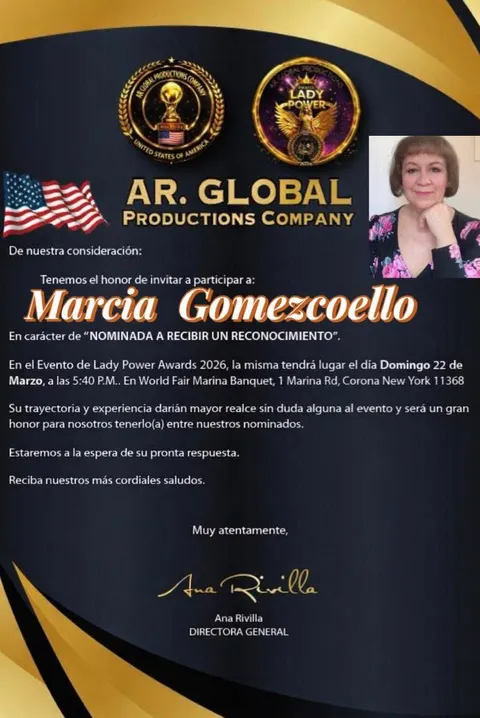 AR GLOBAL PRODUCTIONS COMPANY
UNITED STATES OF AMERICA
LADY
POWER
AR. GLOBAL
PRODUCTIONS COMPANY
De nuestra consideración:
Tenemos el honor de invitar a participar a:
Marcia Gomezcoello
En carácter de “NOMINADA A RECIBIR UN RECONOCIMIENTO”.
En el Evento de Lady Power Awards 2026, la misma tendrá lugar el día Domingo 22 de
Marzo, a las 5:40 P.M.. En World Fair Marina Banquet, 1 Marina Rd, Corona New York 11368
Su trayectoria y experiencia darían mayor realce sin duda alguna al evento y será un gran
honor para nosotros tenerlo(a) entre nuestros nominados.
Estaremos a la espera de su pronta respuesta.
Reciba nuestros más cordiales saludos.
Muy atentamente,
Ana Rivilla
Ana Rivilla
DIRECTORA GENERAL